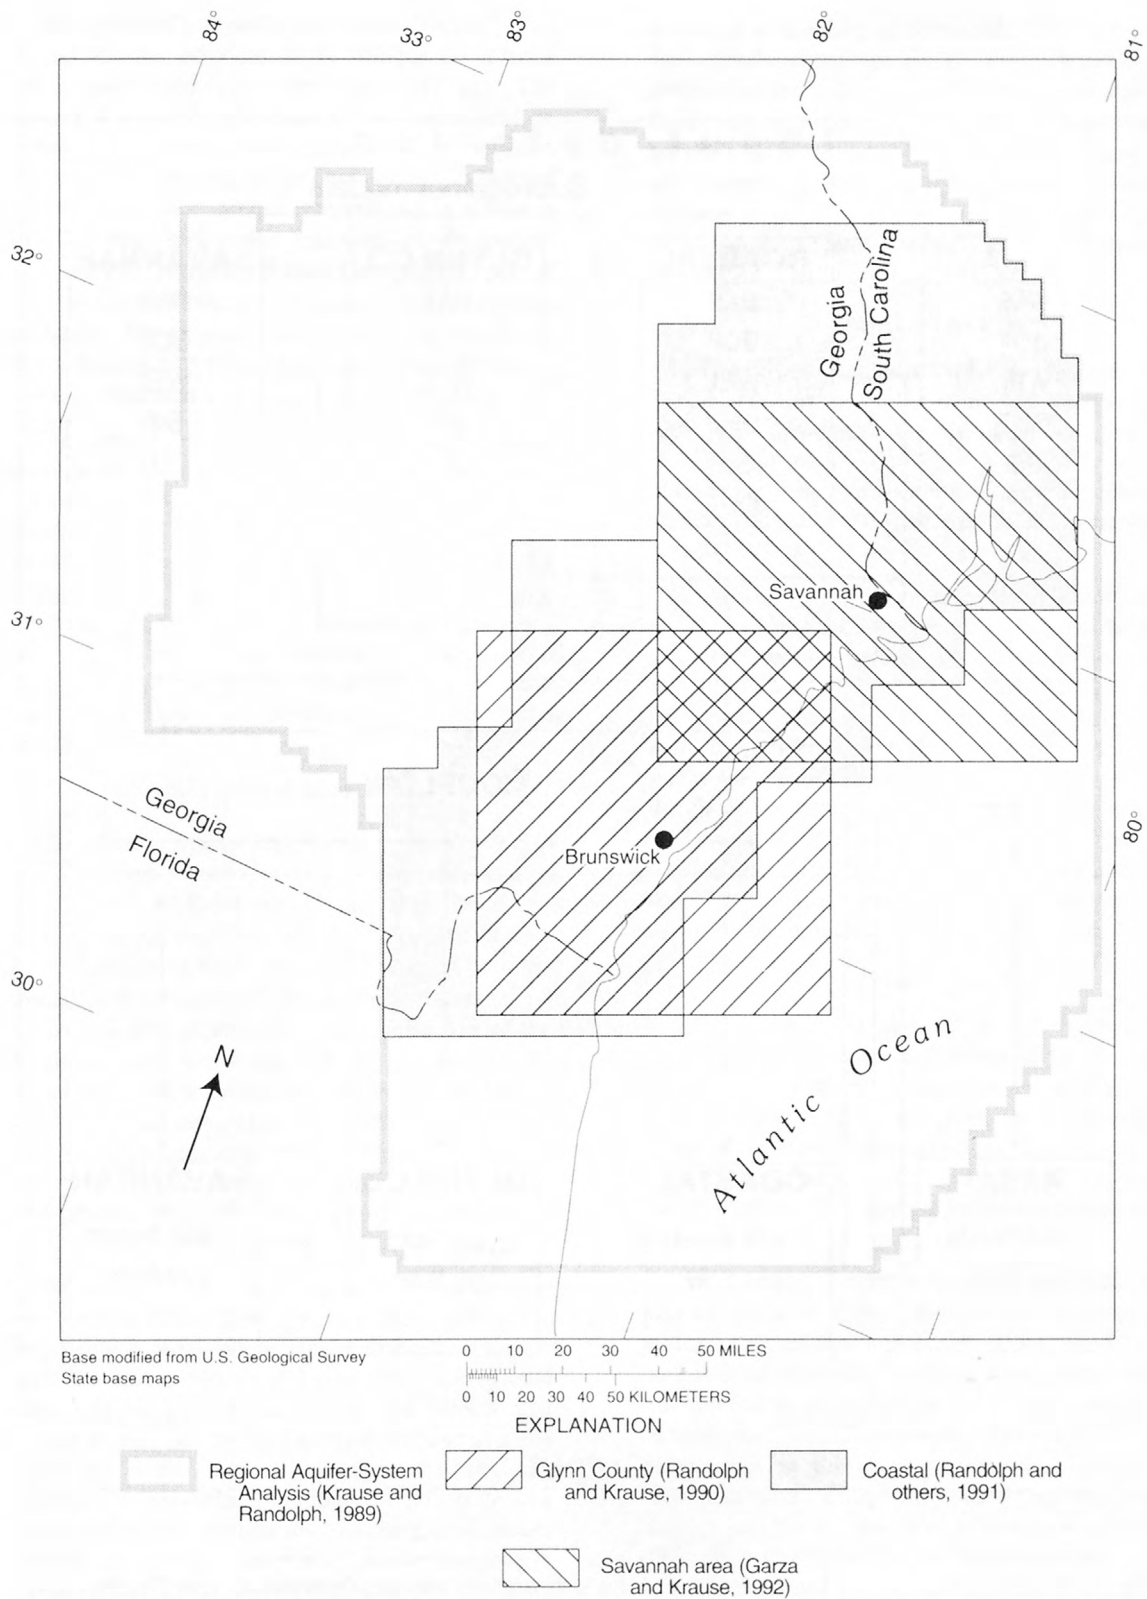 84°
33°
83°
82°
81°
32°
Georgia
South Carolina
Savannah
31°
Georgia
Florida
Brunswick
80°
30°
N
Atlantic Ocean
Base modified from U.S. Geological Survey
State base maps
0 10 20 30 40 50 MILES
0 10 20 30 40 50 KILOMETERS
EXPLANATION
Regional Aquifer-System
Analysis (Krause and
Randolph, 1989)
Glynn County (Randolph
and Krause, 1990)
Coastal (Randolph and
others, 1991)
Savannah area (Garza
and Krause, 1992)